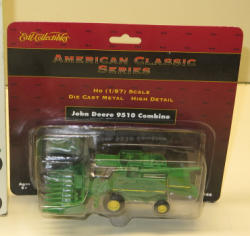 Ertl Collectibles
AMERICAN CLASSIC
SERIES
HO (1/87) SCALE
DIE CAST METAL HIGH DETAIL
John Deere 9510 Combine